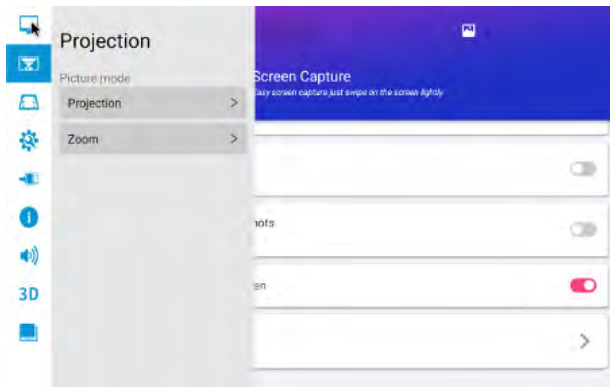 Projection
Picture mode
Projection >
Zoom >
3D
Screen Capture
Easy screen capture just swipe on the screen lightly
hots
en